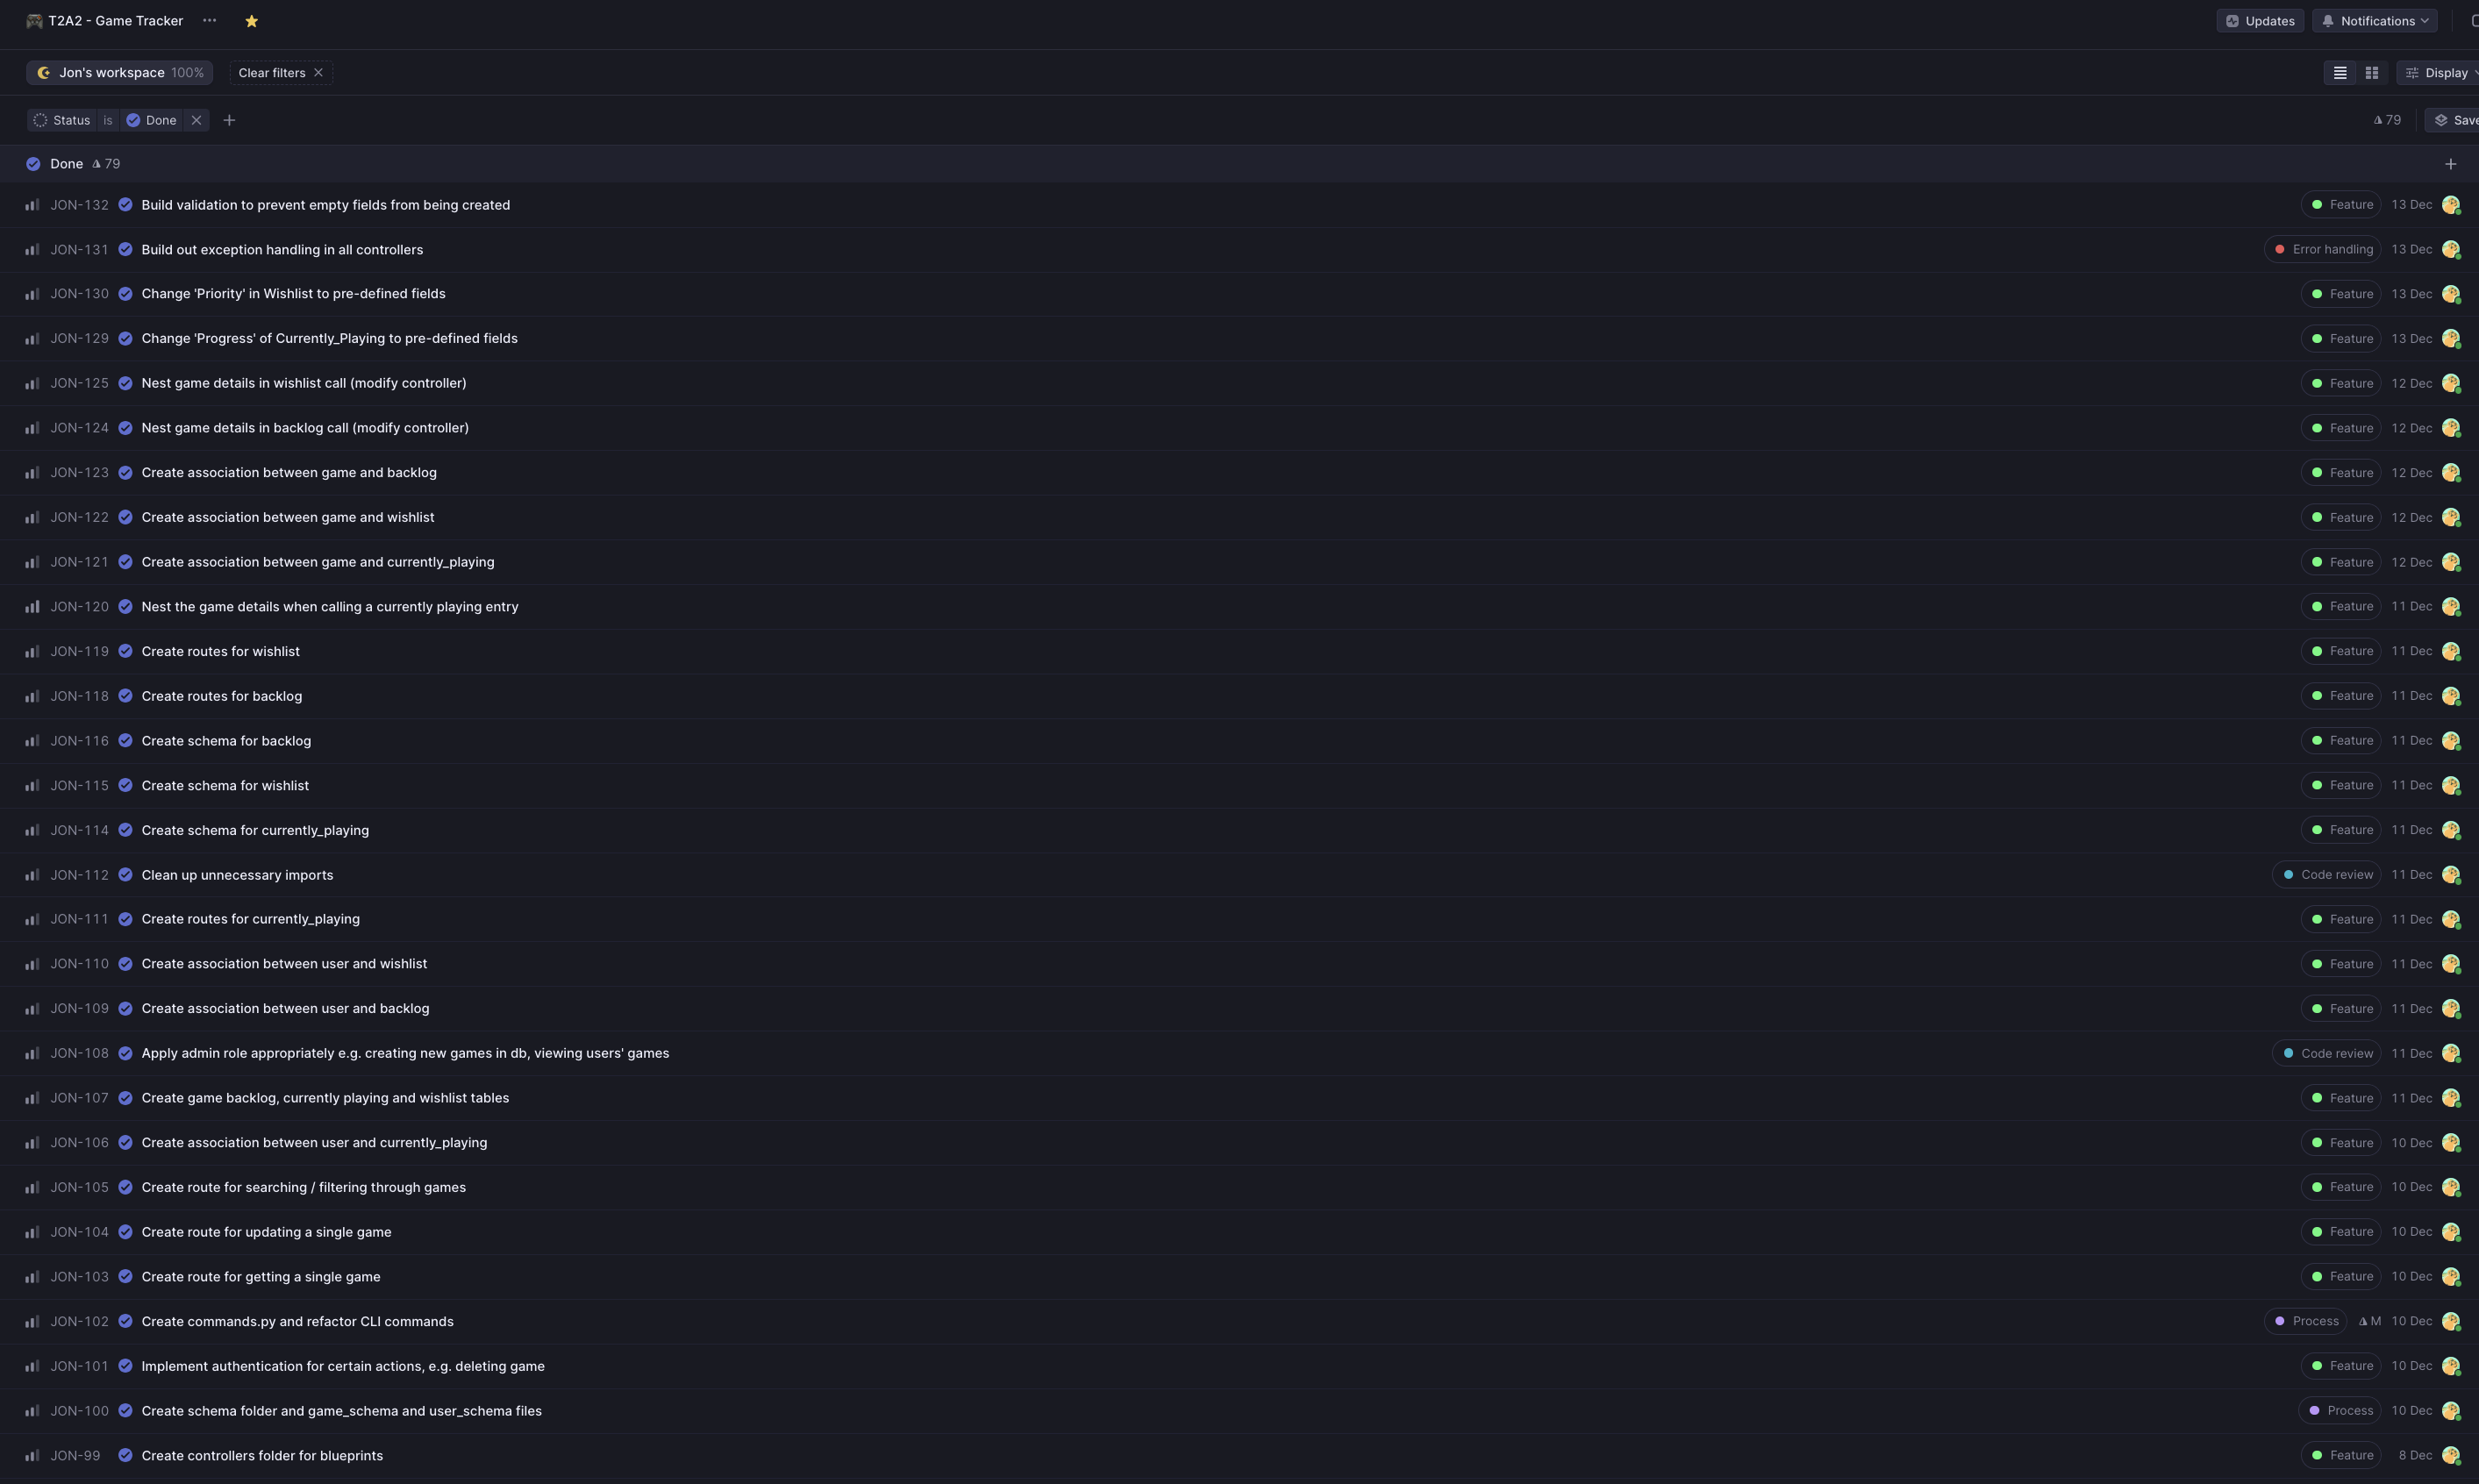 T2A2 - Game Tracker
Updates Notifications
Jon's workspace 100% Clear filters Display
Status is Done 79 Save
Done 79
JON-132 Build validation to prevent empty fields from being created Feature 13 Dec
JON-131 Build out exception handling in all controllers Error handling 13 Dec
JON-130 Change 'Priority' in Wishlist to pre-defined fields Feature 13 Dec
JON-129 Change 'Progress' of Currently_Playing to pre-defined fields Feature 13 Dec
JON-125 Nest game details in wishlist call (modify controller) Feature 12 Dec
JON-124 Nest game details in backlog call (modify controller) Feature 12 Dec
JON-123 Create association between game and backlog Feature 12 Dec
JON-122 Create association between game and wishlist Feature 12 Dec
JON-121 Create association between game and currently_playing Feature 12 Dec
JON-120 Nest the game details when calling a currently playing entry Feature 11 Dec
JON-119 Create routes for wishlist Feature 11 Dec
JON-118 Create routes for backlog Feature 11 Dec
JON-116 Create schema for backlog Feature 11 Dec
JON-115 Create schema for wishlist Feature 11 Dec
JON-114 Create schema for currently_playing Feature 11 Dec
JON-112 Clean up unnecessary imports Code review 11 Dec
JON-111 Create routes for currently_playing Feature 11 Dec
JON-110 Create association between user and wishlist Feature 11 Dec
JON-109 Create association between user and backlog Feature 11 Dec
JON-108 Apply admin role appropriately e.g. creating new games in db, viewing users' games Code review 11 Dec
JON-107 Create game backlog, currently playing and wishlist tables Feature 11 Dec
JON-106 Create association between user and currently_playing Feature 10 Dec
JON-105 Create route for searching / filtering through games Feature 10 Dec
JON-104 Create route for updating a single game Feature 10 Dec
JON-103 Create route for getting a single game Feature 10 Dec
JON-102 Create commands.py and refactor CLI commands Process M 10 Dec
JON-101 Implement authentication for certain actions, e.g. deleting game Feature 10 Dec
JON-100 Create schema folder and game_schema and user_schema files Process 10 Dec
JON-99 Create controllers folder for blueprints Feature 8 Dec